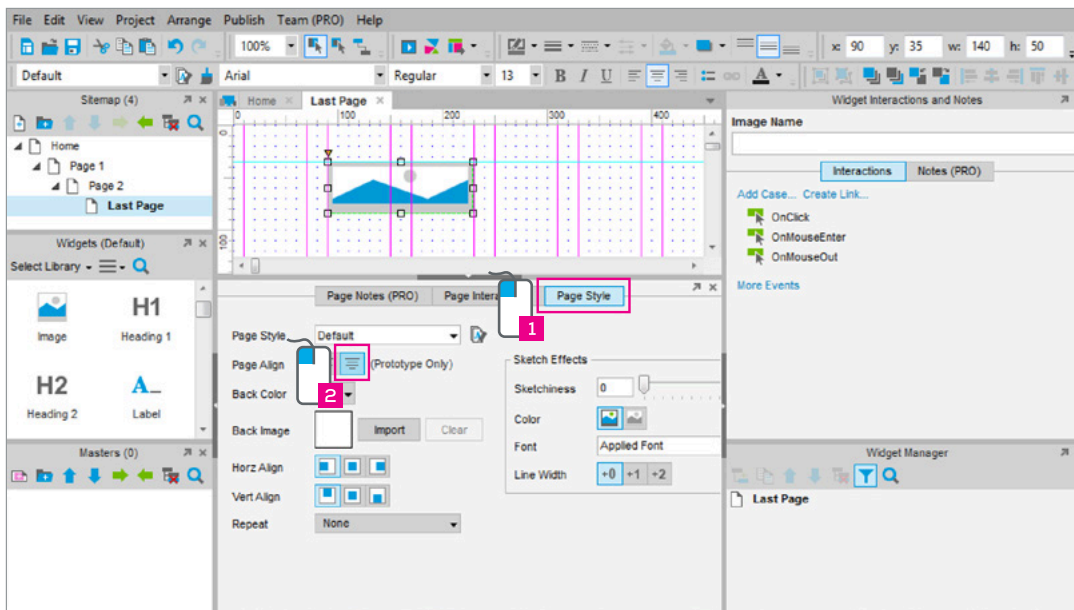 File Edit View Project Arrange Publish Team (PRO) Help
100% x: 90 y: 35 w: 140 h: 50
Default Arial Regular 13 B I U A
Sitemap (4)
Home
Page 1
Page 2
Last Page
Widgets (Default)
Select Library
Image
H1
Heading 1
H2
Heading 2
A_
Label
Masters (0)
Home Last Page
0 100 200 300 400
100
Page Notes (PRO) Page Intera Page Style
1
Page Style Default
Page Align (Prototype Only)
2
Back Color
Back Image Import Clear
Horz Align
Vert Align
Repeat None
Sketch Effects
Sketchiness 0
Color
Font Applied Font
Line Width +0 +1 +2
Widget Interactions and Notes
Image Name
Interactions Notes (PRO)
Add Case... Create Link...
OnClick
OnMouseEnter
OnMouseOut
More Events
Widget Manager
Last Page